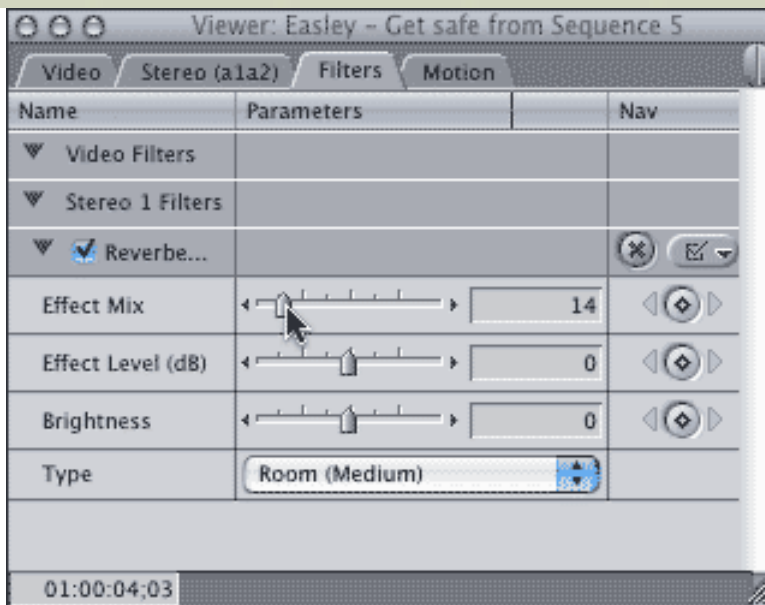 Viewer: Easley – Get safe from Sequence 5
Video Stereo (a1a2) Filters Motion
Name Parameters Nav
Video Filters
Stereo 1 Filters
Reverbe...
Effect Mix 14
Effect Level (dB) 0
Brightness 0
Type Room (Medium)
01:00:04;03